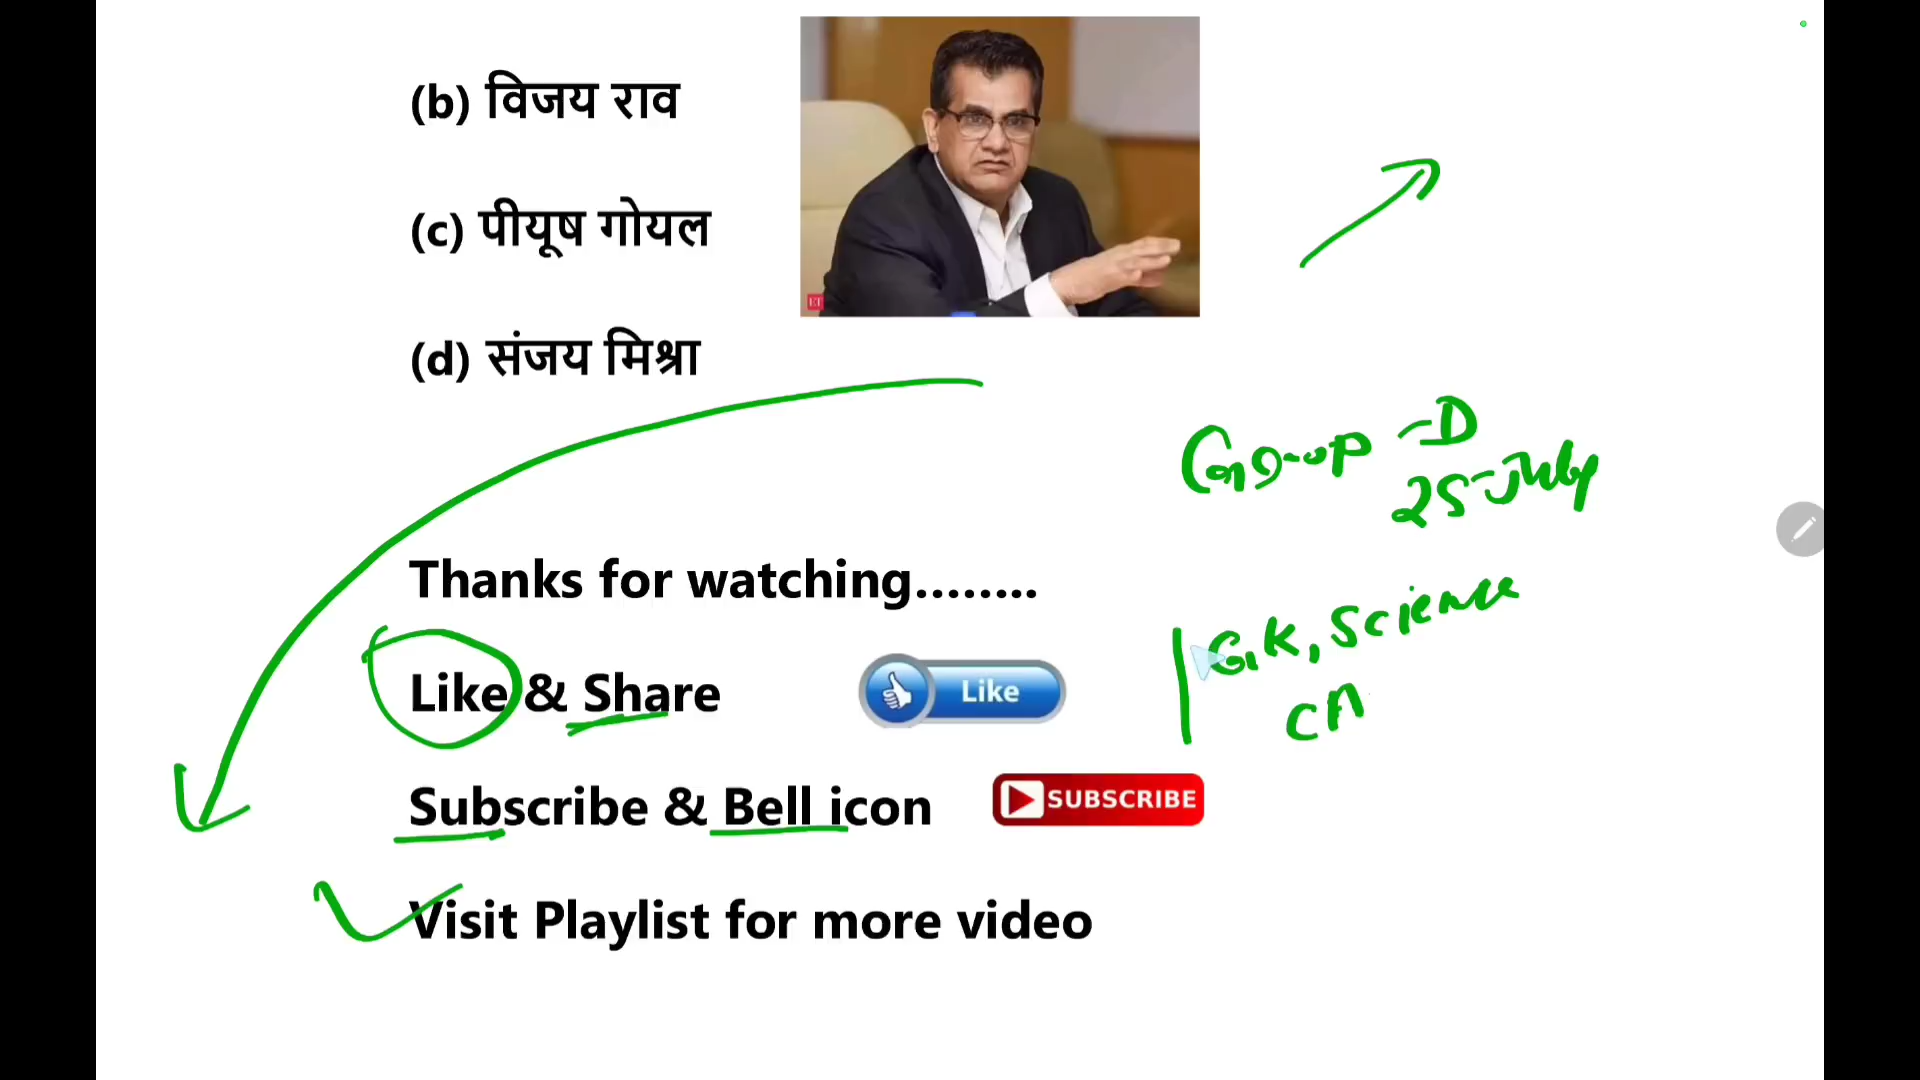 (b) विजय राव
(c) पीयूष गोयल
ET
(d) संजय मिश्रा
Group - D
25-July
Thanks for watching........
G,K, Science
CA
Like & Share
Like
Subscribe & Bell icon
SUBSCRIBE
Visit Playlist for more video